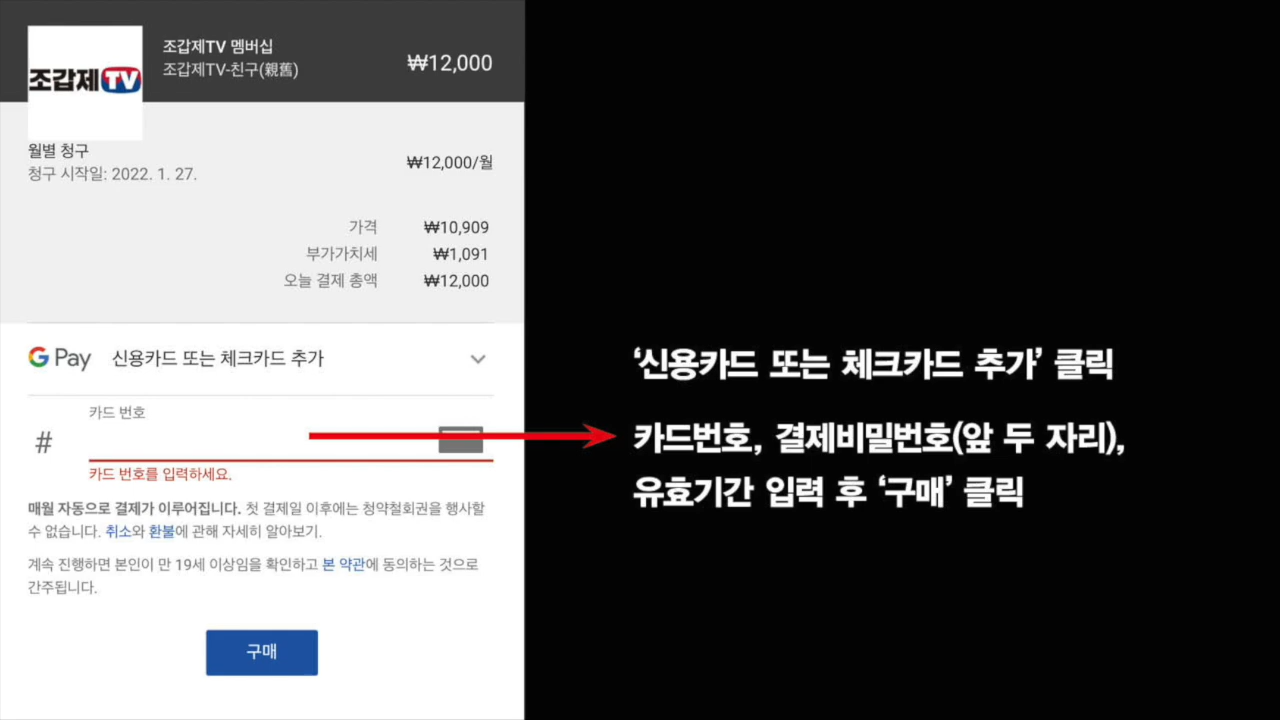 조갑제TV
조갑제TV 멤버십
조갑제TV-친구(親舊)
₩12,000
월별 청구
₩12,000/월
청구 시작일: 2022. 1. 27.
가격 ₩10,909
부가가치세 ₩1,091
오늘 결제 총액 ₩12,000
G Pay 신용카드 또는 체크카드 추가
카드 번호
#
카드 번호를 입력하세요.
매월 자동으로 결제가 이루어집니다. 첫 결제일 이후에는 청약철회권을 행사할
수 없습니다. 취소와 환불에 관해 자세히 알아보기.
계속 진행하면 본인이 만 19세 이상임을 확인하고 본 약관에 동의하는 것으로
간주됩니다.
구매
‘신용카드 또는 체크카드 추가’ 클릭
카드번호, 결제비밀번호(앞 두 자리),
유효기간 입력 후 ‘구매’ 클릭